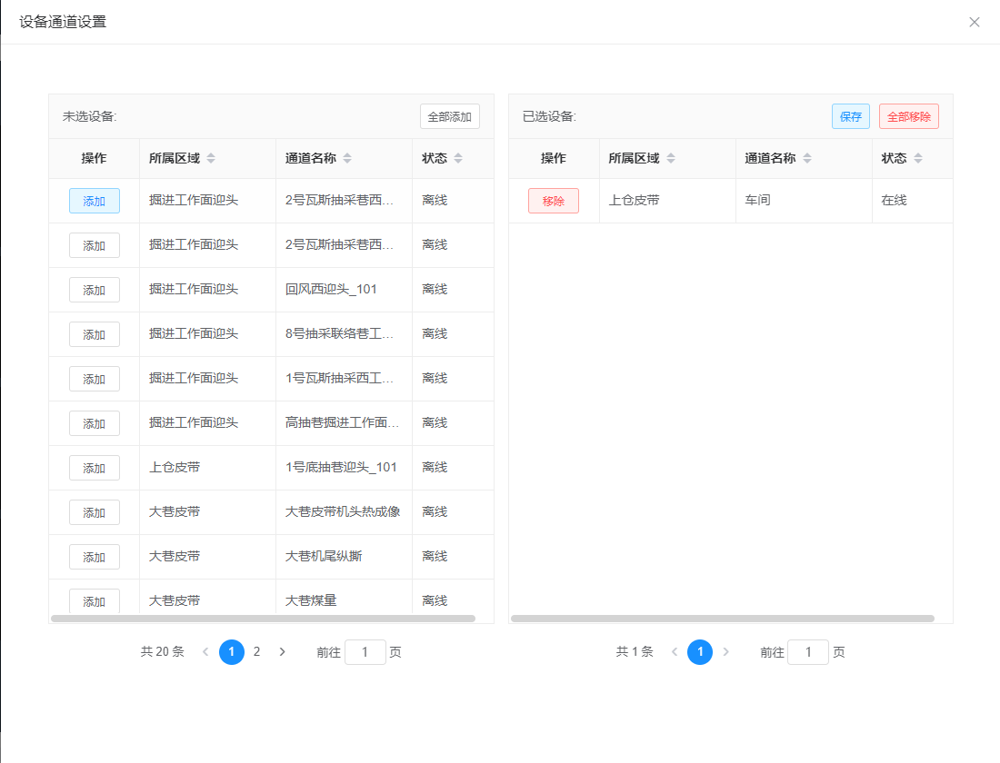 设备通道设置
未选设备: 全部添加
操作 所属区域 通道名称 状态
添加 掘进工作面迎头 2号瓦斯抽采巷西... 离线
添加 掘进工作面迎头 2号瓦斯抽采巷西... 离线
添加 掘进工作面迎头 回风西迎头_101 离线
添加 掘进工作面迎头 8号抽采联络巷工... 离线
添加 掘进工作面迎头 1号瓦斯抽采西工... 离线
添加 掘进工作面迎头 高抽巷掘进工作面... 离线
添加 上仓皮带 1号底抽巷迎头_101 离线
添加 大巷皮带 大巷皮带机头热成像 离线
添加 大巷皮带 大巷机尾纵撕 离线
添加 大巷皮带 大巷煤量 离线
共 20 条 1 2 前往 1 页
已选设备: 保存 全部移除
操作 所属区域 通道名称 状态
移除 上仓皮带 车间 在线
共 1 条 1 前往 1 页